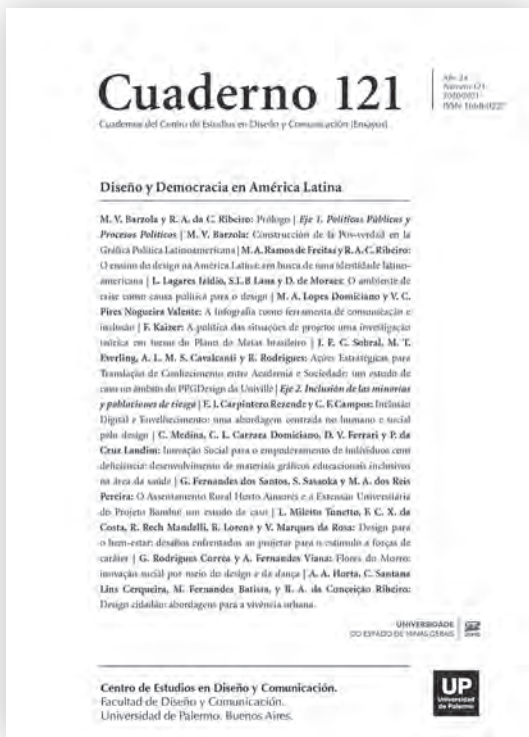 Cuaderno 121
Cuadernos del Centro de Estudios en Diseño y Comunicación [Ensayos]
Año 24
Número 121
2020/2021
ISSN 1668-0227
Diseño y Democracia en América Latina
M. V. Barzola y R. A. da C. Ribeiro: Prólogo | Eje 1. Políticas Públicas y
Procesos Políticos | M. V. Barzola: Construcción de la Pos-verdad en la
Gráfica Política Latinoamericana | M. A. Ramos de Freitas y R. A. C. Ribeiro:
O ensino do design na América Latina: em busca de uma identidade latino-
americana | L. Lagares Izidio, S.L.B Lana y D. de Moraes: O ambiente de
crise como causa política para o design | M. A. Lopes Domiciano y V. C.
Pires Nogueira Valente: A Infografia como ferramenta de comunicação e
inclusão | F. Kaizer: A política das situações de projeto: uma investigação
teórica em torno do Plano de Metas brasileiro | J. E. C. Sobral, M. T.
Everling, A. L. M. S. Cavalcanti y R. Rodrigues: Ações Estratégicas para
Translação de Conhecimento entre Academia e Sociedade: um estudo de
caso no âmbito do PPGDesign da Univille | Eje 2. Inclusión de las minorías
y poblaciones de riesgo | E. J. Carpintero Rezende y C. F. Campos: Inclusão
Digital e Envelhecimento: uma abordagem centrada no humano e social
pelo design | C. Medina, C. L. Carrara Domiciano, D. V. Ferrari y P. da
Cruz Landim: Inovação Social para o empoderamento de indivíduos com
deficiência: desenvolvimento de materiais gráficos educacionais inclusivos
na área da saúde | G. Fernandes dos Santos, S. Sasaoka y M. A. dos Reis
Pereira: O Assentamento Rural Horto Aimorés e a Extensão Universitária
do Projeto Bambu: um estudo de caso | L. Miletto Tonetto, F. C. X. da
Costa, R. Rech Mandelli, B. Lorenz y V. Marques da Rosa: Design para
o bem-estar: desafios enfrentados ao projetar para o estímulo a forças de
caráter | G. Rodrigues Corrêa y A. Fernandes Viana: Flores do Morro:
inovação social por meio do design e da dança | A. A. Horta, C. Santana
Lins Cerqueira, M. Fernandes Batista, y R. A. da Conceição Ribeiro:
Design cidadão: abordagens para a vivência urbana.
UNIVERSIDADE
DO ESTADO DE MINAS GERAIS
Centro de Estudios en Diseño y Comunicación.
Facultad de Diseño y Comunicación.
Universidad de Palermo. Buenos Aires.
UP
Universidad
de Palermo